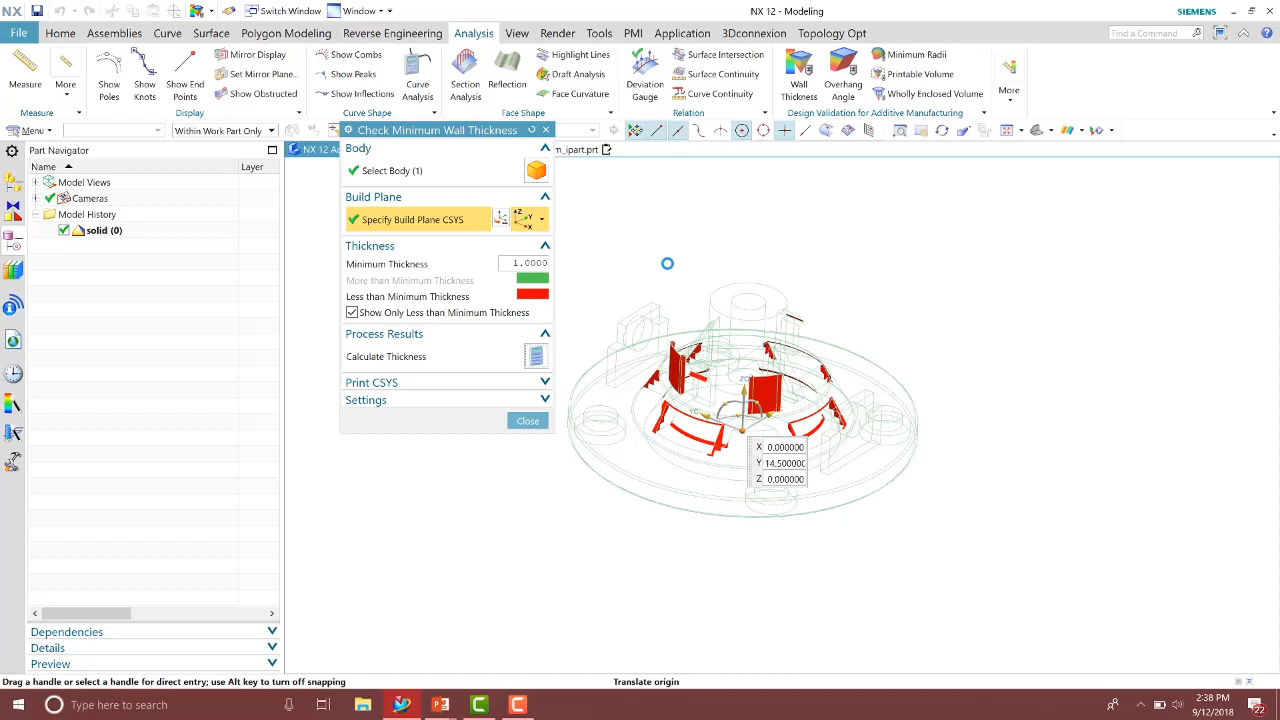 NX Switch Window Window NX 12 - Modeling SIEMENS
File Home Assemblies Curve Surface Polygon Modeling Reverse Engineering Analysis View Render Tools PMI Application 3Dconnexion Topology Opt Find a Command
Measure More Show Poles Show Knots Show End Points Mirror Display Set Mirror Plane... Show Obstructed
Show Combs Show Peaks Show Inflections Curve Analysis Section Analysis Reflection Highlight Lines Draft Analysis Face Curvature
Deviation Gauge Surface Intersection Surface Continuity Curve Continuity Wall Thickness Overhang Angle Minimum Radii Printable Volume Wholly Enclosed Volume More
Measure Display Curve Shape Face Shape Relation Design Validation for Additive Manufacturing
Menu Within Work Part Only
Part Navigator
Name Layer
Model Views
Cameras
Model History
solid (0)
Dependencies
Details
Preview
NX 12 A
m_ipart.prt
Check Minimum Wall Thickness
Body
Select Body (1)
Build Plane
Specify Build Plane CSYS
Z
Y
X
Thickness
Minimum Thickness 1.0000
More than Minimum Thickness
Less than Minimum Thickness
Show Only Less than Minimum Thickness
Process Results
Calculate Thickness
Print CSYS
Settings
Close
YC
X 0.000000
Y 14.500000
Z 0.000000
Drag a handle or select a handle for direct entry; use Alt key to turn off snapping Translate origin
Type here to search
2:38 PM
9/12/2018
22